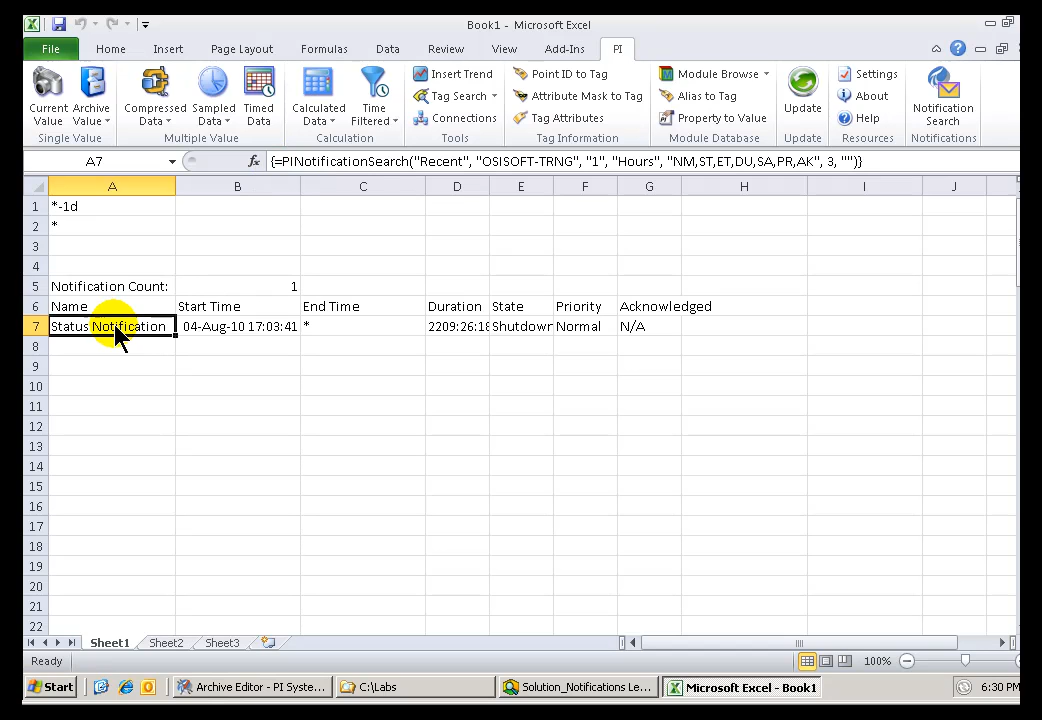 Book1 - Microsoft Excel
File Home Insert Page Layout Formulas Data Review View Add-Ins PI
Current Value Archive Value Compressed Data Sampled Data Timed Data Calculated Data Time Filtered
Insert Trend
Tag Search
Connections
Point ID to Tag
Attribute Mask to Tag
Tag Attributes
Module Browse
Alias to Tag
Property to Value
Update
Settings
About
Help
Notification Search
Single Value Multiple Value Calculation Tools Tag Information Module Database Update Resources Notifications
A7 fx {=PINotificationSearch("Recent", "OSISOFT-TRNG", "1", "Hours", "NM,ST,ET,DU,SA,PR,AK", 3, "")}
A B C D E F G H I J
1 *-1d
2 *
3
4
5 Notification Count: 1
6 Name Start Time End Time Duration State Priority Acknowledged
7 Status Notification 04-Aug-10 17:03:41 * 2209:26:18 Shutdown Normal N/A
8
9
10
11
12
13
14
15
16
17
18
19
20
21
22
Sheet1 Sheet2 Sheet3
Ready 100%
Start Archive Editor - PI Syste... C:\Labs Solution_Notifications Le... Microsoft Excel - Book1 6:30 PM